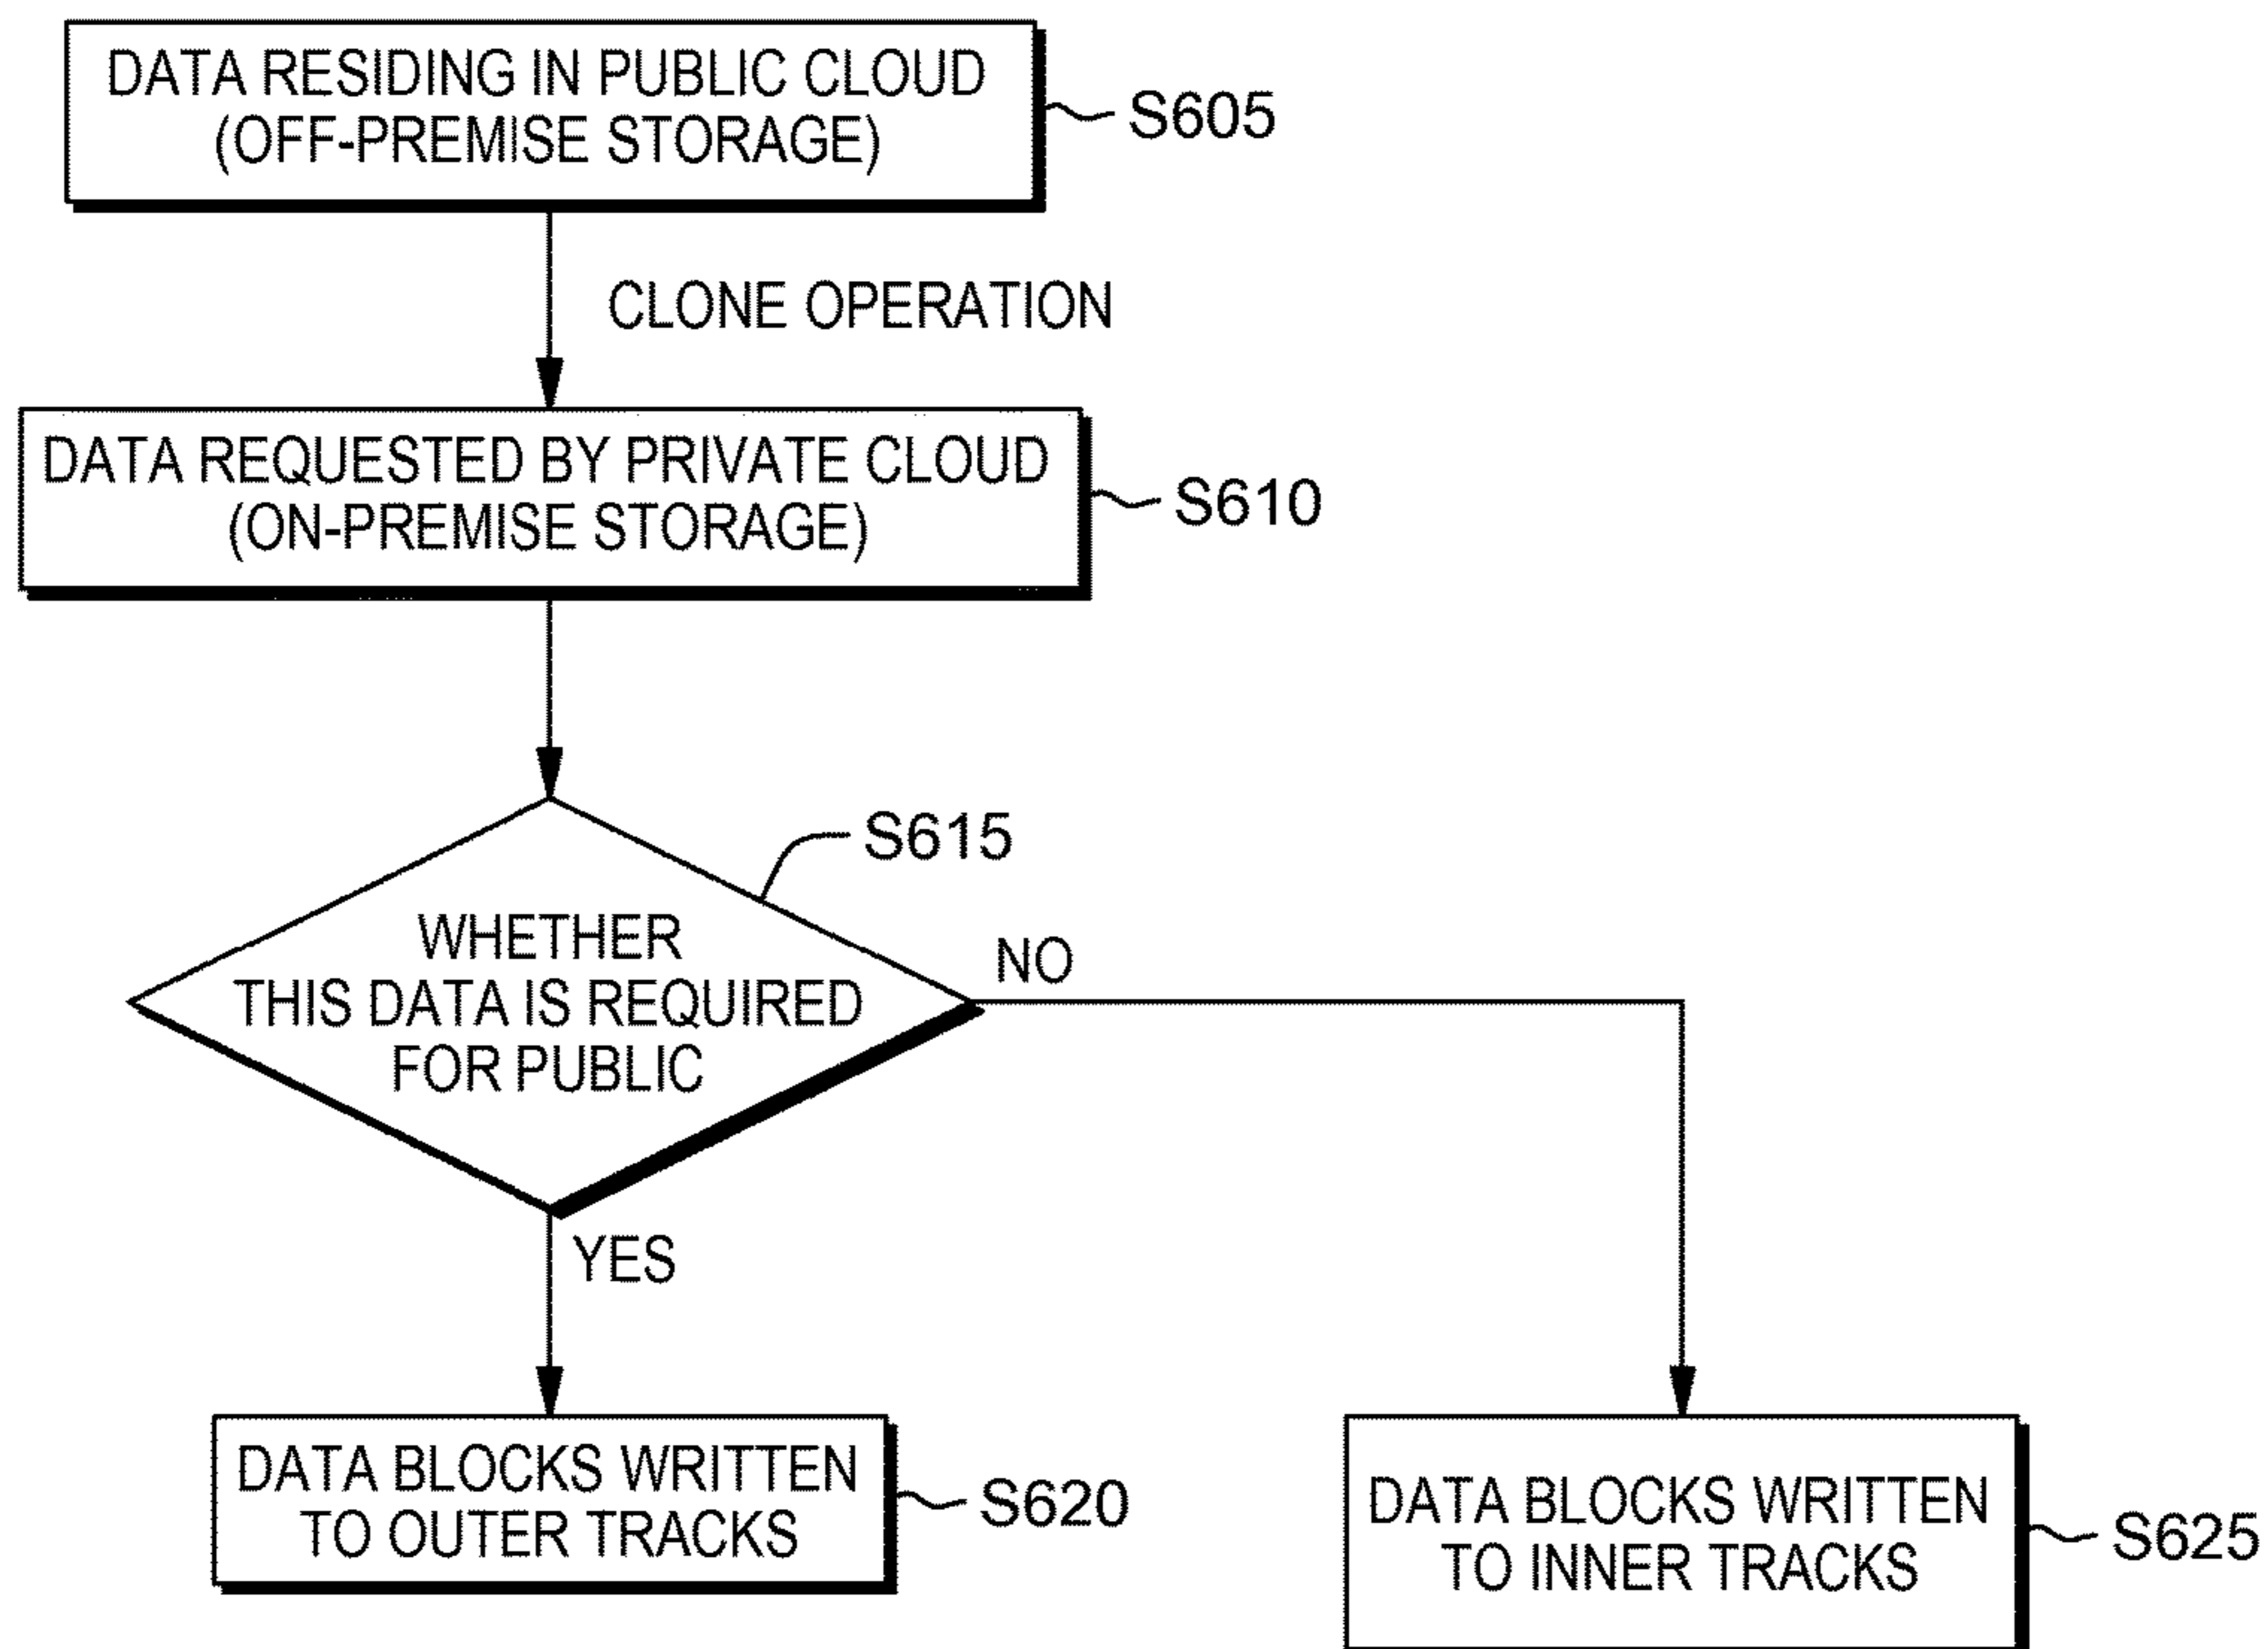 DATA RESIDING IN PUBLIC CLOUD
(OFF-PREMISE STORAGE)
S605
CLONE OPERATION
DATA REQUESTED BY PRIVATE CLOUD
(ON-PREMISE STORAGE)
S610
S615
WHETHER
THIS DATA IS REQUIRED
FOR PUBLIC
NO
YES
DATA BLOCKS WRITTEN
TO OUTER TRACKS
S620
DATA BLOCKS WRITTEN
TO INNER TRACKS
S625